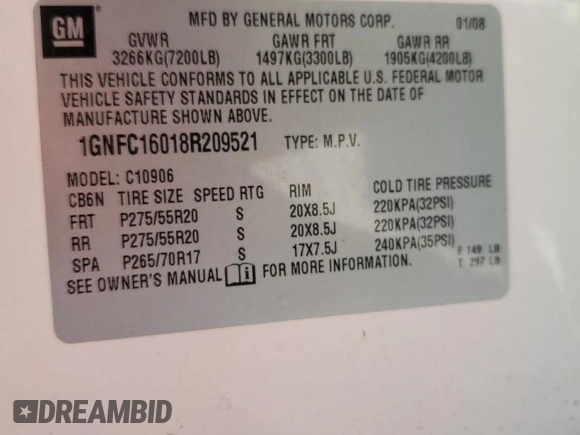 GM
MFD BY GENERAL MOTORS CORP. 01/08
GVWR GAWR FRT GAWR RR
3266KG(7200LB) 1497KG(3300LB) 1905KG(4200LB)
THIS VEHICLE CONFORMS TO ALL APPLICABLE U.S. FEDERAL MOTOR
VEHICLE SAFETY STANDARDS IN EFFECT ON THE DATE OF
MANUFACTURE SHOWN ABOVE.
1GNFC16018R209521 TYPE: M.P.V.
MODEL: C10906
CB6N TIRE SIZE SPEED RTG RIM COLD TIRE PRESSURE
FRT P275/55R20 S 20X8.5J 220KPA(32PSI)
RR P275/55R20 S 20X8.5J 220KPA(32PSI)
SPA P265/70R17 S 17X7.5J 240KPA(35PSI)
F 149 LB
T 297 LB
SEE OWNER'S MANUAL i FOR MORE INFORMATION.
DREAMBID